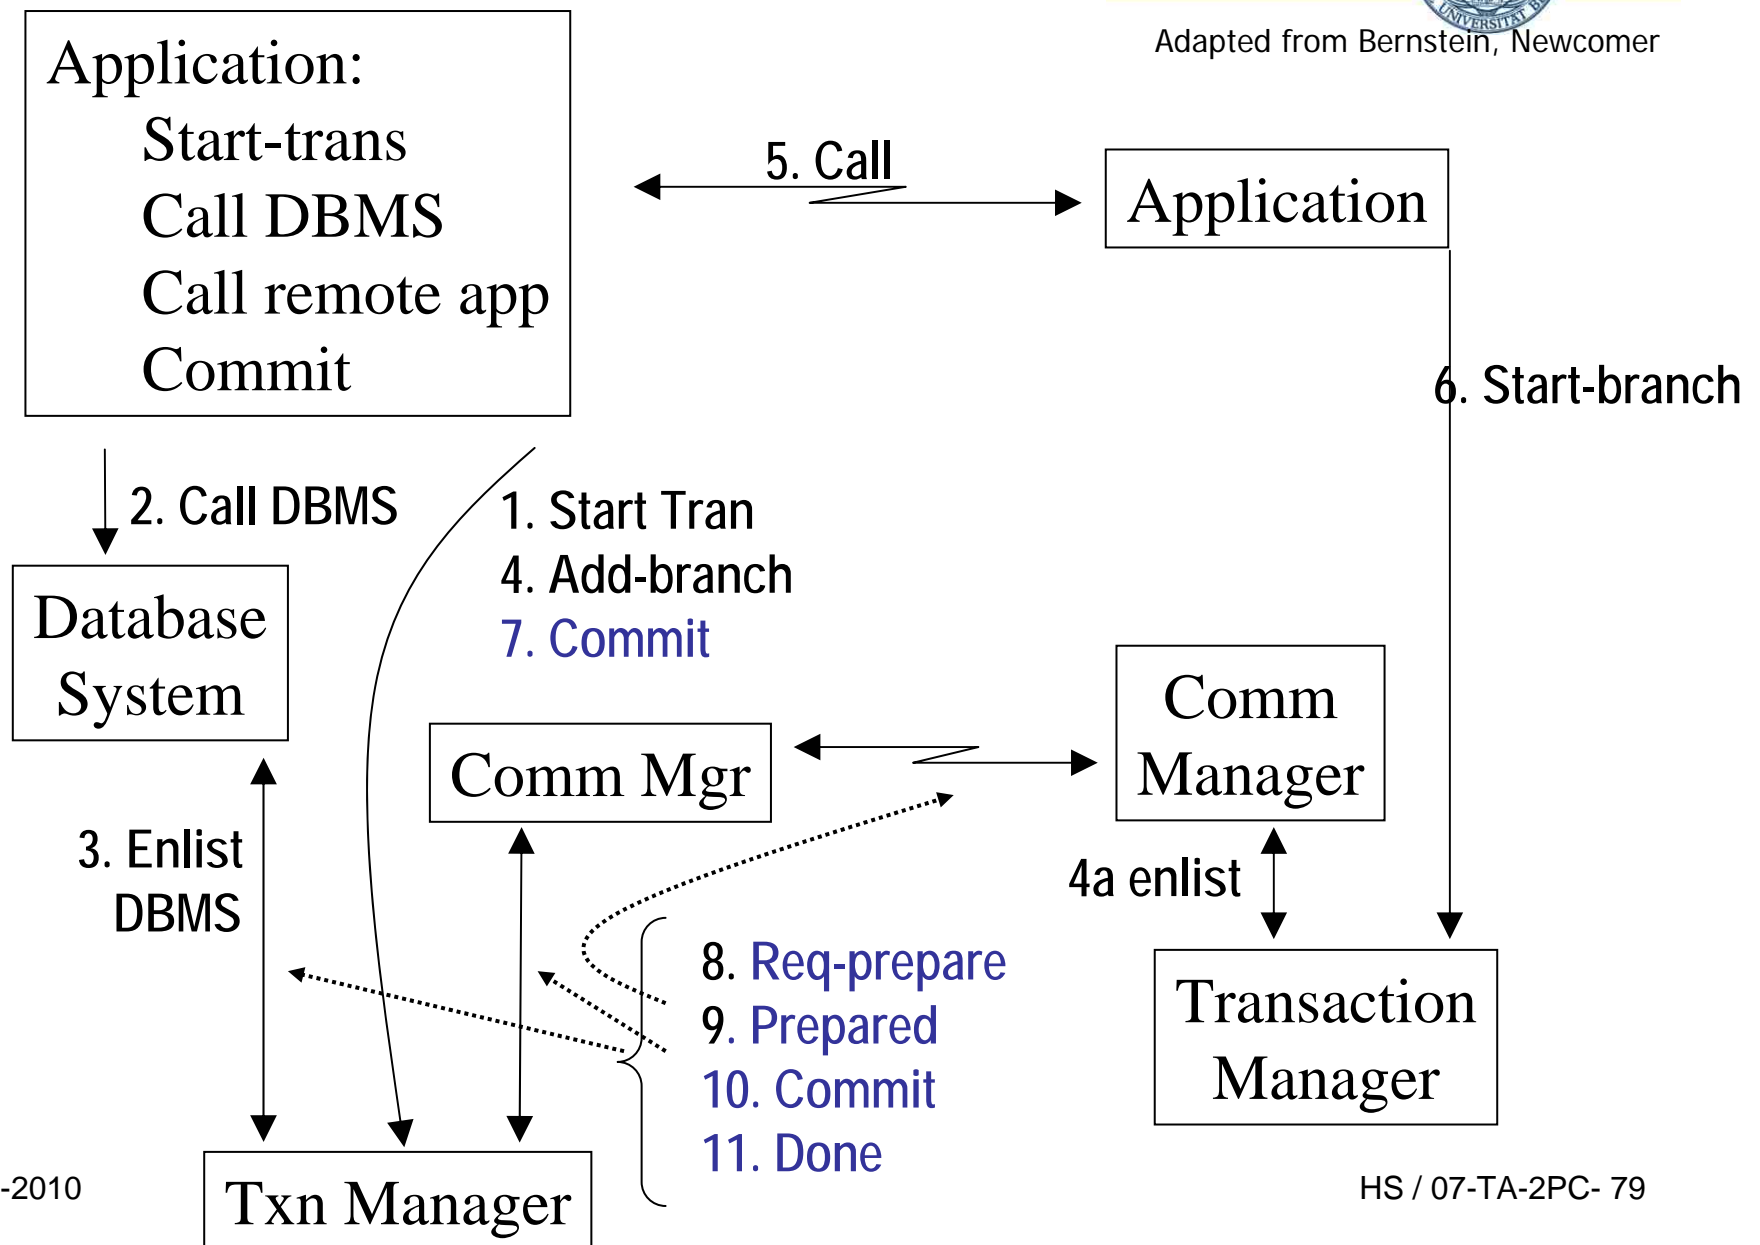 UNIVERSITÄT
Adapted from Bernstein, Newcomer
Application:
Start-trans
Call DBMS
Call remote app
Commit
5. Call
Application
6. Start-branch
2. Call DBMS
1. Start Tran
4. Add-branch
7. Commit
Database
System
Comm Mgr
Comm
Manager
3. Enlist
DBMS
4a enlist
8. Req-prepare
9. Prepared
10. Commit
11. Done
Transaction
Manager
Txn Manager
-2010
HS / 07-TA-2PC- 79